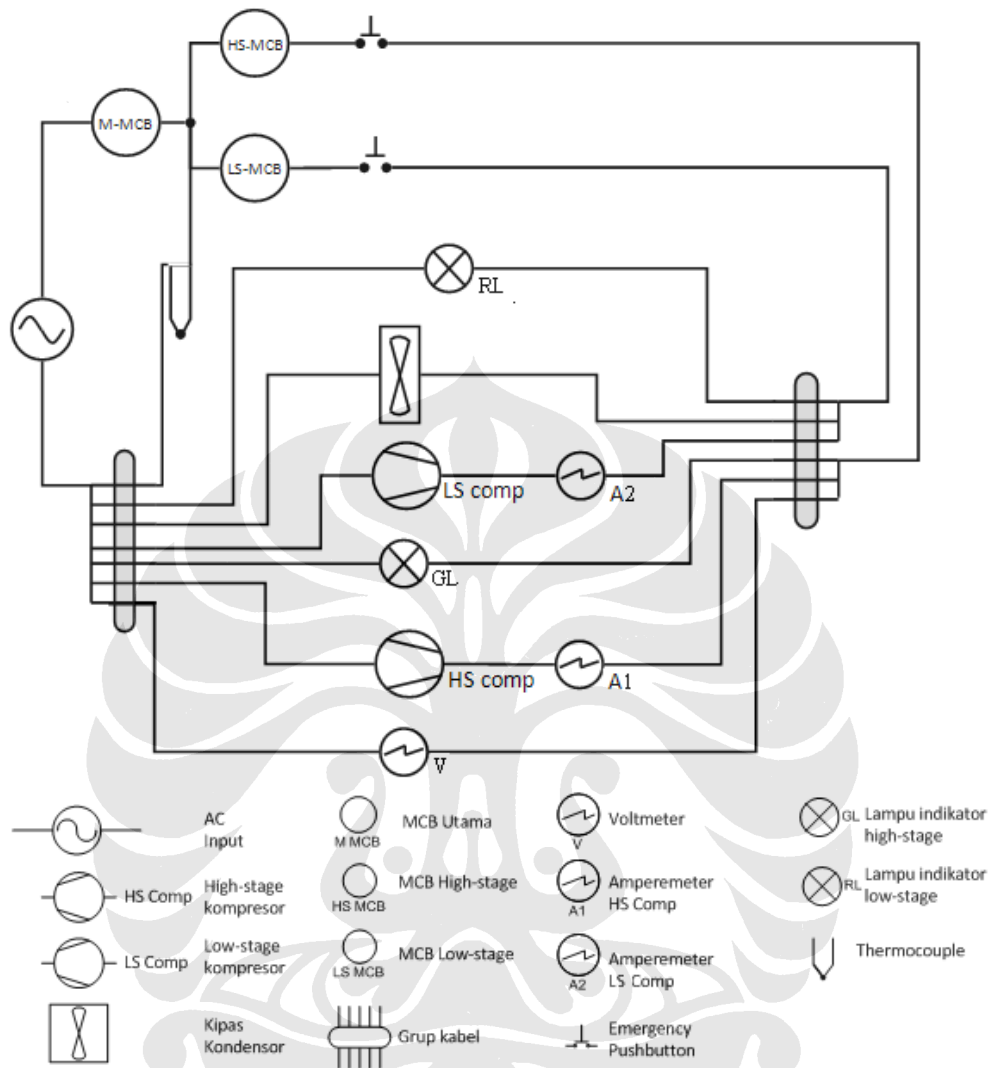 HS-MCB
M-MCB
LS-MCB
RL
LS comp
A2
GL
HS comp
A1
V
AC
Input
HS Comp
High-stage
kompresor
LS Comp
Low-stage
kompresor
Kipas
Kondensor
M MCB
MCB Utama
HS MCB
MCB High-stage
LS MCB
MCB Low-stage
Grup kabel
V
Voltmeter
A1
Amperemeter
HS Comp
A2
Amperemeter
LS Comp
Emergency
Pushbutton
GL
Lampu indikator
high-stage
RL
Lampu indikator
low-stage
Thermocouple